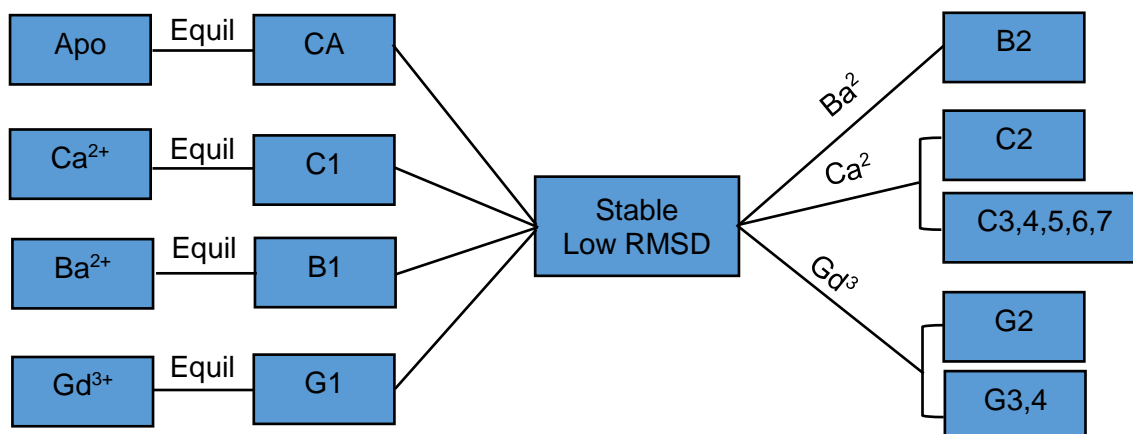 Apo
Equil
CA
Ca²⁺
Equil
C1
Ba²⁺
Equil
B1
Gd³⁺
Equil
G1
Stable
Low RMSD
Ba²
Ca²
Gd³
B2
C2
C3,4,5,6,7
G2
G3,4